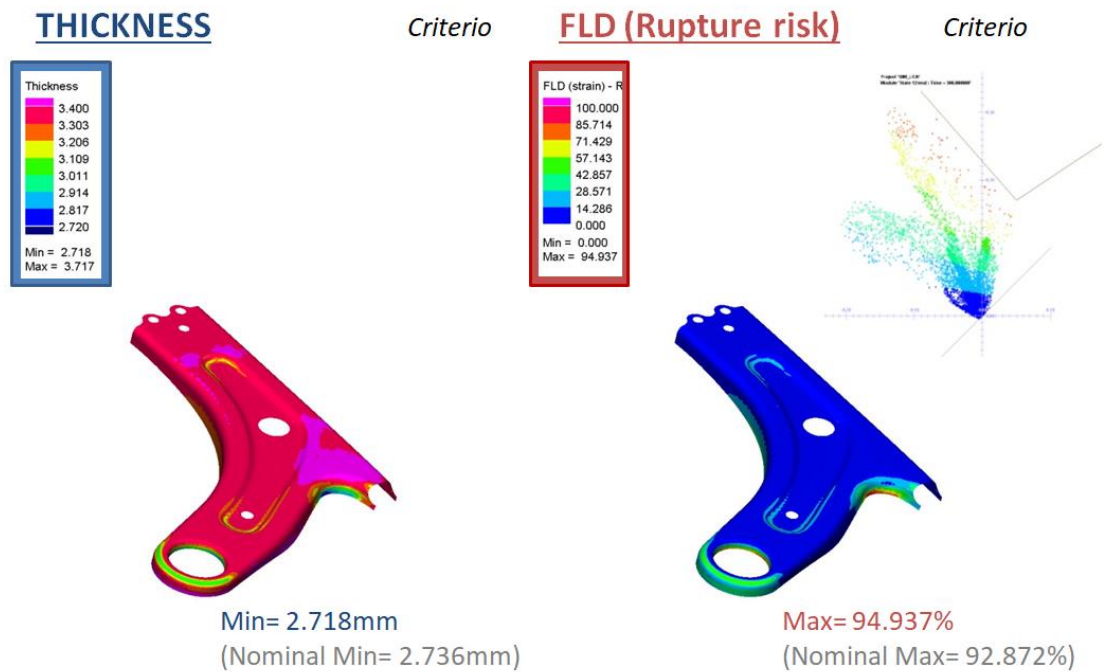 THICKNESS
Criterio
FLD (Rupture risk)
Criterio
Thickness
3.400
3.303
3.206
3.109
3.011
2.914
2.817
2.720
Min = 2.718
Max = 3.717
FLD (strain) - R
100.000
85.714
71.429
57.143
42.857
28.571
14.286
0.000
Min = 0.000
Max = 94.937
Min= 2.718mm
(Nominal Min= 2.736mm)
Max= 94.937%
(Nominal Max= 92.872%)